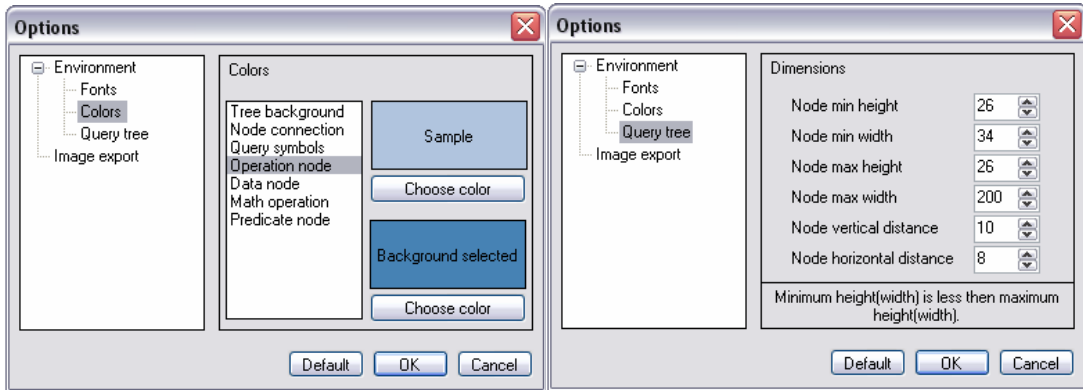 Options
Environment
Fonts
Colors
Query tree
Image export
Colors
Tree background
Node connection
Query symbols
Operation node
Data node
Math operation
Predicate node
Sample
Choose color
Background selected
Choose color
Default
OK
Cancel
Options
Environment
Fonts
Colors
Query tree
Image export
Dimensions
Node min height 26
Node min width 34
Node max height 26
Node max width 200
Node vertical distance 10
Node horizontal distance 8
Minimum height(width) is less then maximum
height(width).
Default
OK
Cancel